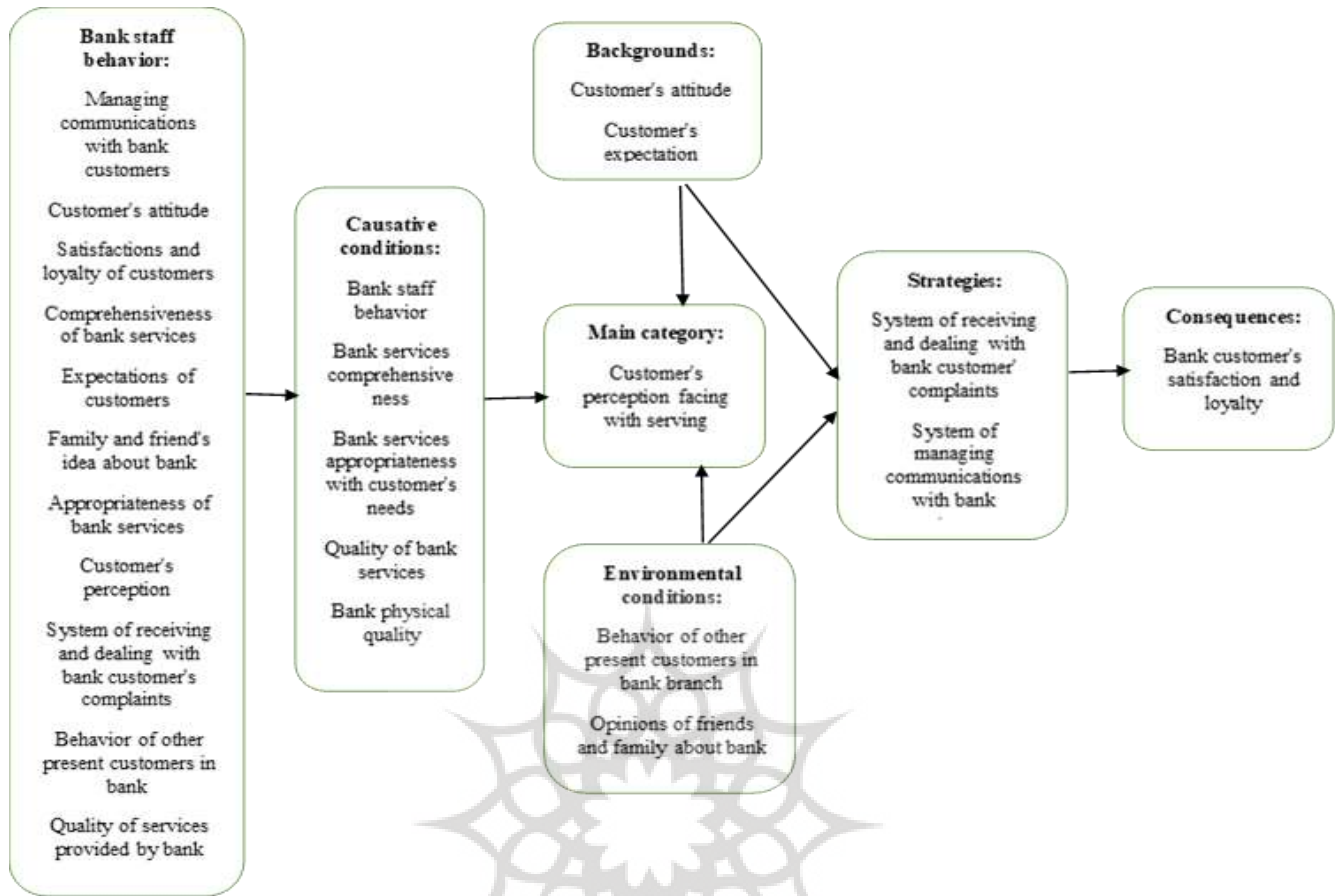 Bank staff
behavior:
Managing
communications
with bank
customers
Customer's attitude
Satisfactions and
loyalty of customers
Comprehensiveness
of bank services
Expectations of
customers
Family and friend's
idea about bank
Appropriateness of
bank services
Customer's
perception
System of receiving
and dealing with
bank customer's
complaints
Behavior of other
present customers in
bank
Quality of services
provided by bank
Causative
conditions:
Bank staff
behavior
Bank services
comprehensive
ness
Bank services
appropriateness
with customer's
needs
Quality of bank
services
Bank physical
quality
Backgrounds:
Customer's attitude
Customer's
expectation
Main category:
Customer's
perception facing
with serving
Environmental
conditions:
Behavior of other
present customers in
bank branch
Opinions of friends
and family about bank
Strategies:
System of receiving
and dealing with
bank customer'
complaints
System of
managing
communications
with bank
Consequences:
Bank customer's
satisfaction and
loyalty